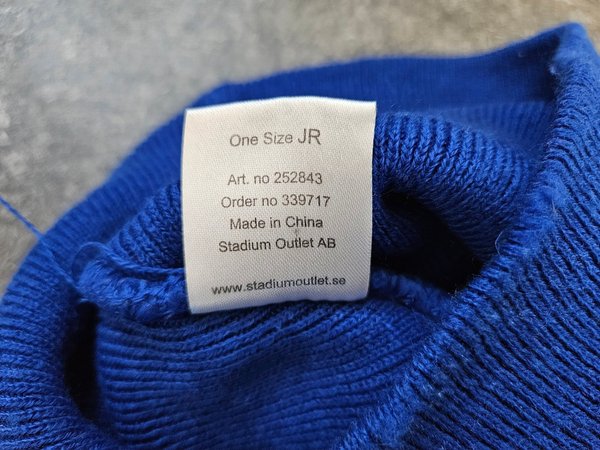 One Size JR
Art. no 252843
Order no 339717
Made in China
Stadium Outlet AB
www.stadiumoutlet.se